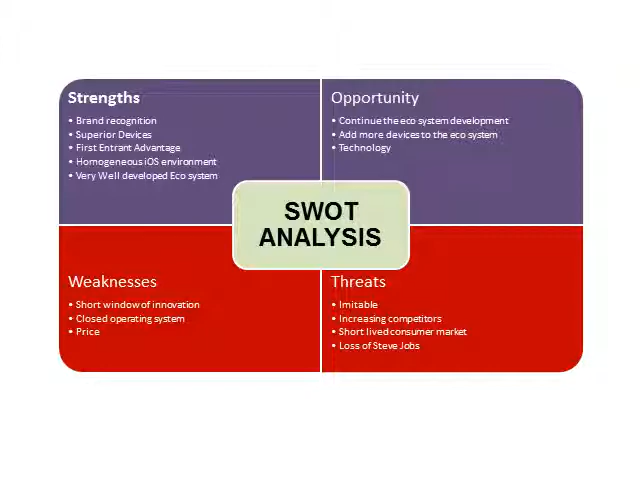 Strengths
• Brand recognition
• Superior Devices
• First Entrant Advantage
• Homogeneous iOS environment
• Very Well developed Eco system
Opportunity
• Continue the eco system development
• Add more devices to the eco system
• Technology
SWOT
ANALYSIS
Weaknesses
• Short window of innovation
• Closed operating system
• Price
Threats
• Imitable
• Increasing competitors
• Short lived consumer market
• Loss of Steve Jobs